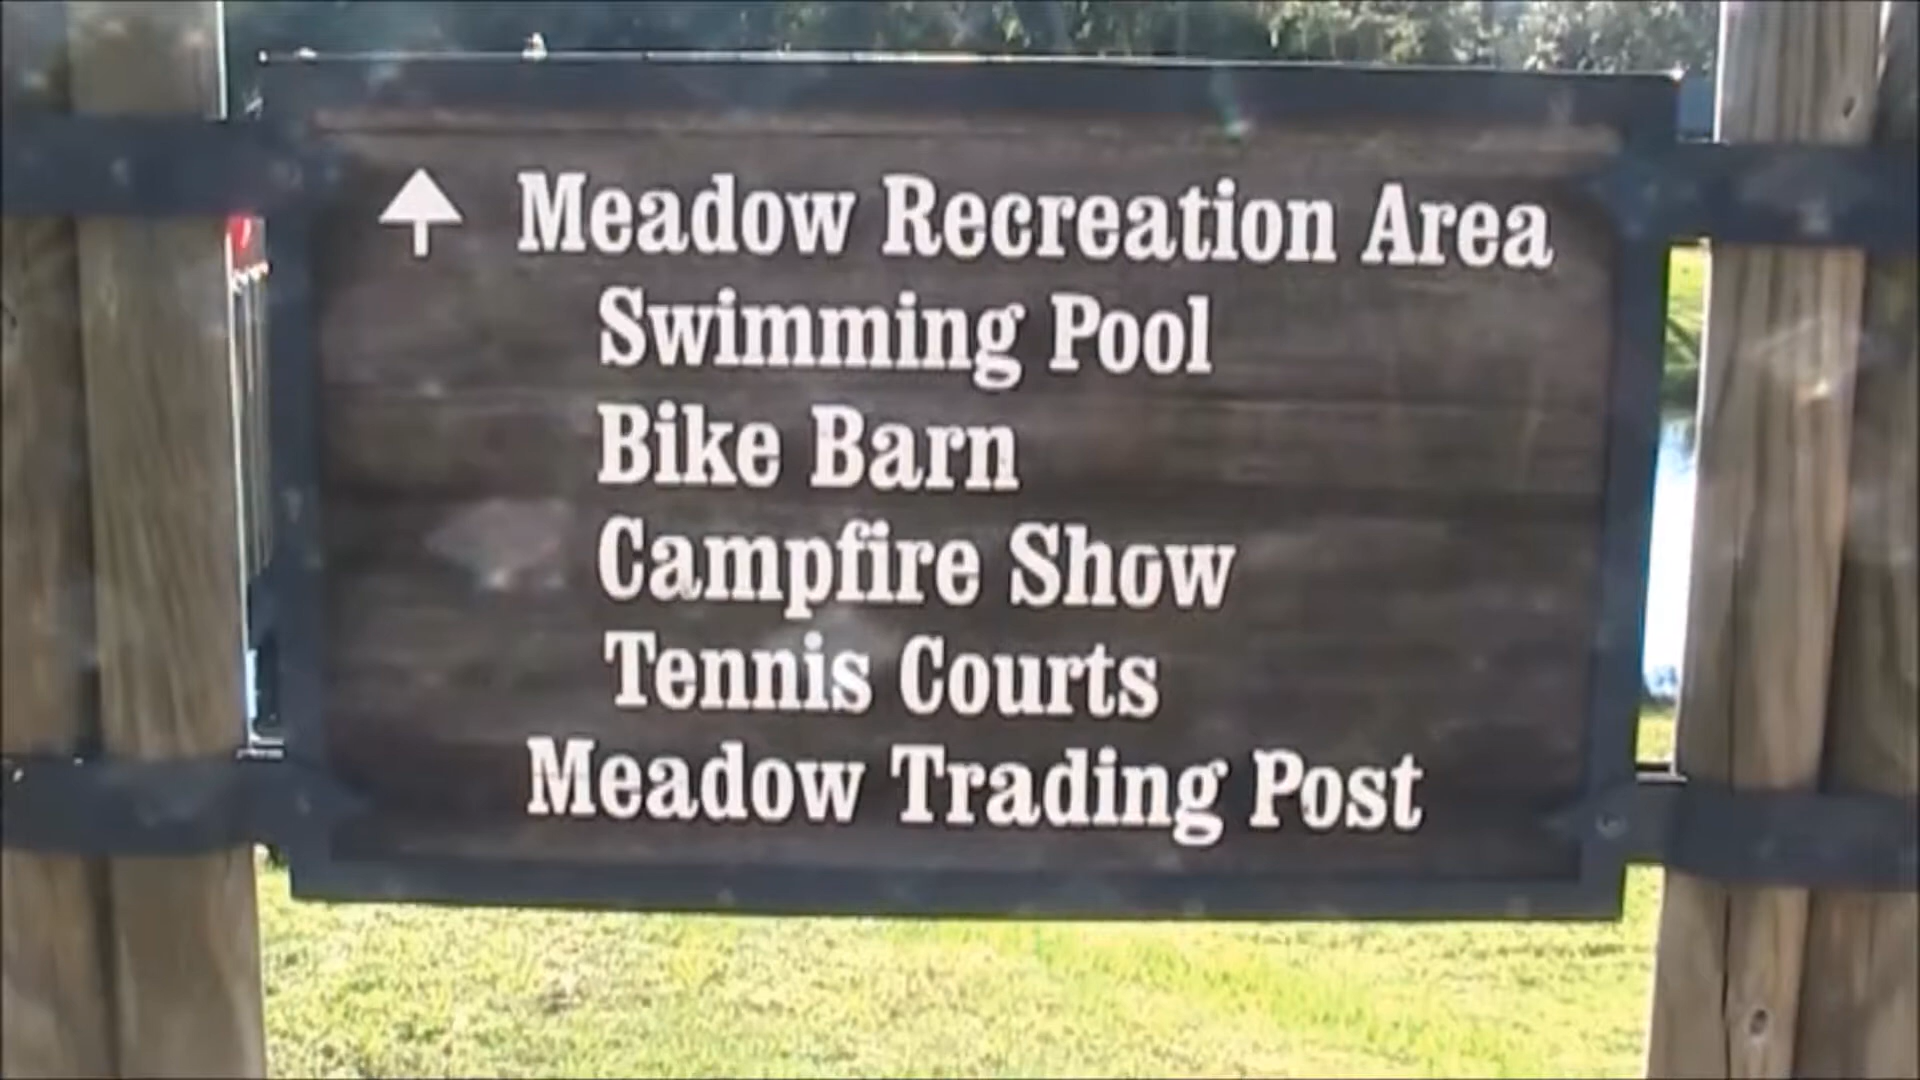 Meadow Recreation Area
Swimming Pool
Bike Barn
Campfire Show
Tennis Courts
Meadow Trading Post